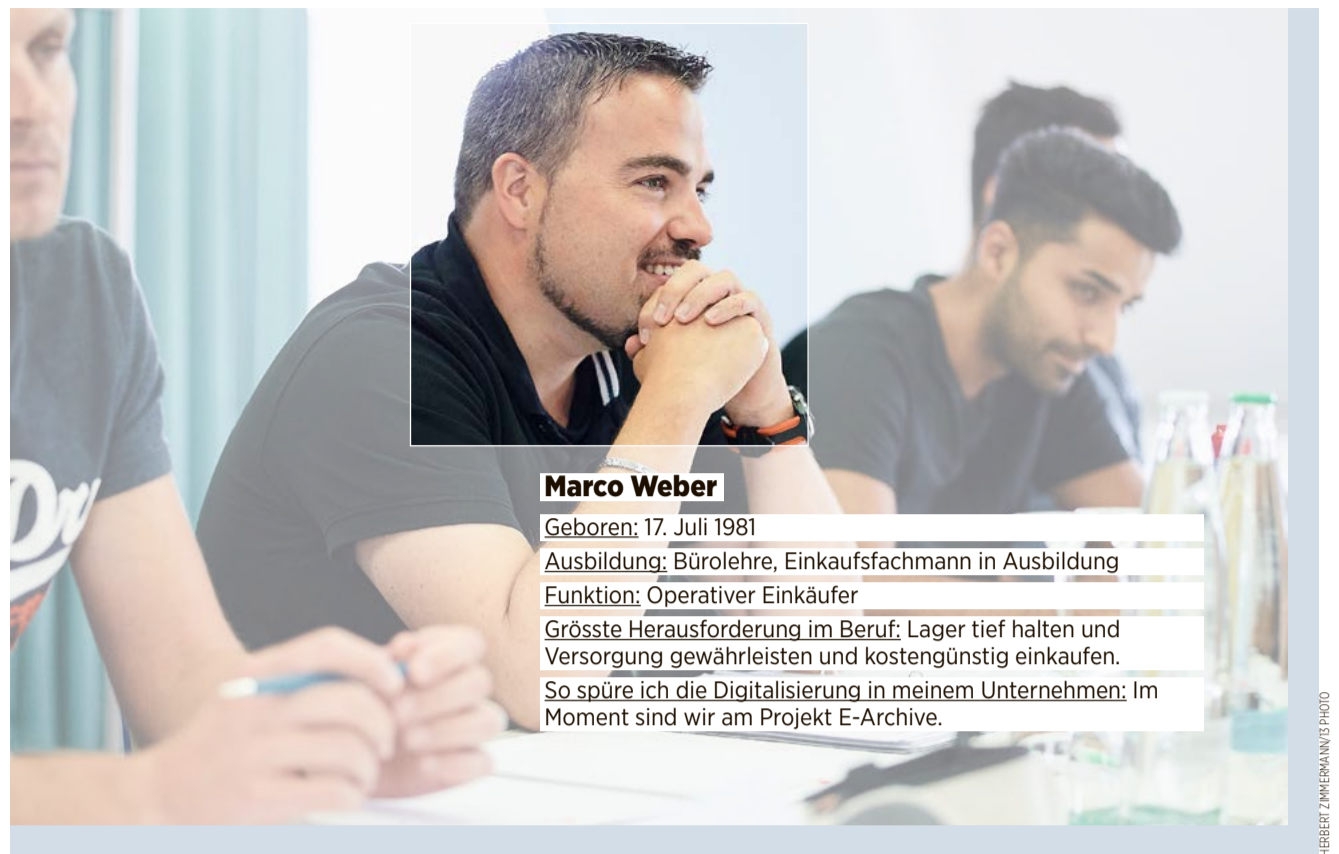 Marco Weber
Geboren: 17. Juli 1981
Ausbildung: Bürolehre, Einkaufsfachmann in Ausbildung
Funktion: Operativer Einkäufer
Grösste Herausforderung im Beruf: Lager tief halten und
Versorgung gewährleisten und kostengünstig einkaufen.
So spüre ich die Digitalisierung in meinem Unternehmen: Im
Moment sind wir am Projekt E-Archive.
HERBERT ZIMMERMANN/13 PHOTO